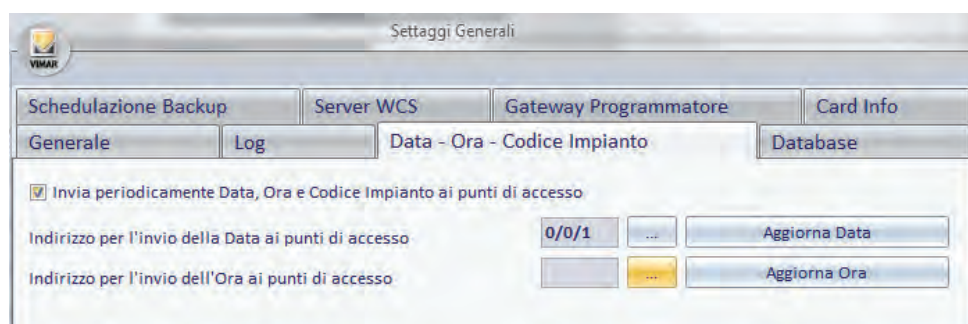 Settaggi Generali
VIMAR
Schedulazione Backup Server WCS Gateway Programmatore Card Info
Generale Log Data - Ora - Codice Impianto Database
Invia periodicamente Data, Ora e Codice Impianto ai punti di accesso
Indirizzo per l'invio della Data ai punti di accesso 0/0/1 ... Aggiorna Data
Indirizzo per l'invio dell'Ora ai punti di accesso ... Aggiorna Ora